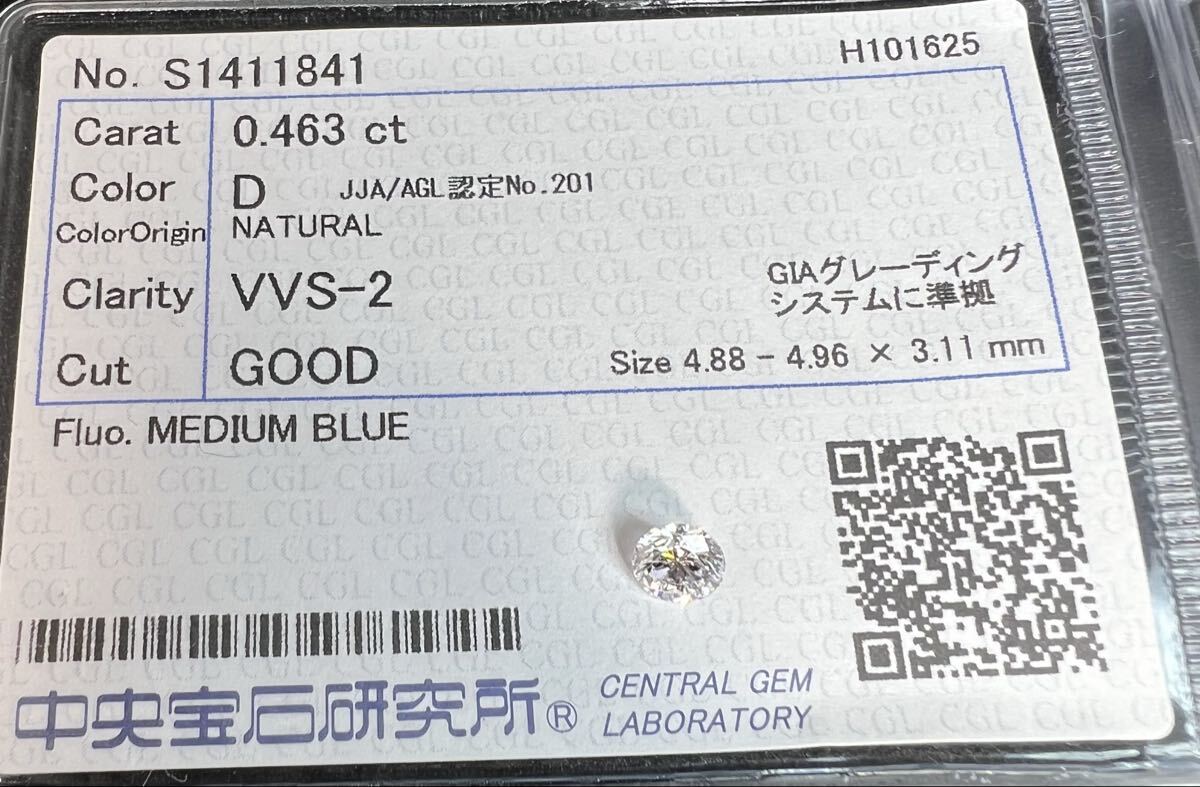 No. S1411841
H101625
Carat 0.463 ct
Color D JJA/AGL認定No.201
ColorOrigin NATURAL
Clarity VVS-2
GIAグレーディング
システムに準拠
Cut GOOD
Size 4.88 - 4.96 × 3.11 mm
Fluo. MEDIUM BLUE
中央宝石研究所®
CENTRAL GEM
LABORATORY